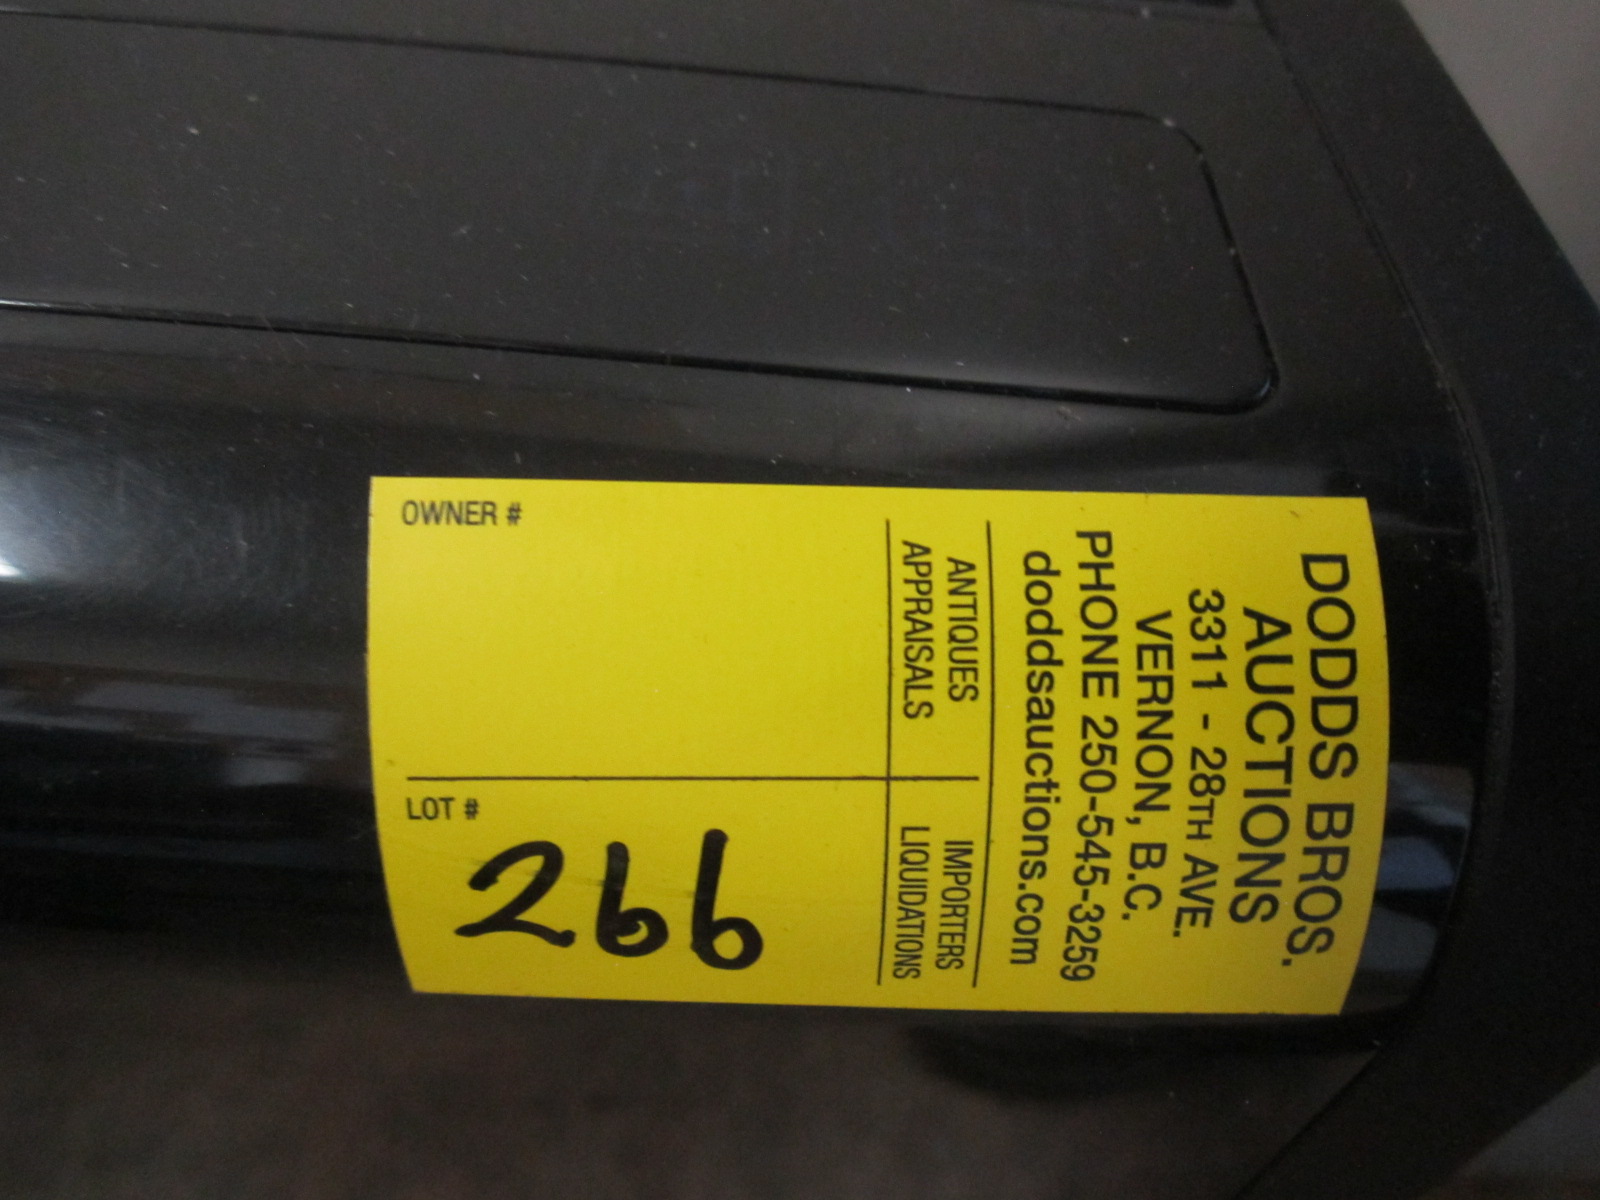 DODDS BROS.
AUCTIONS
3311 - 28TH AVE.
VERNON, B.C.
PHONE 250-545-3259
doddsauctions.com
ANTIQUES
APPRAISALS
IMPORTERS
LIQUIDATIONS
OWNER #
LOT #
266